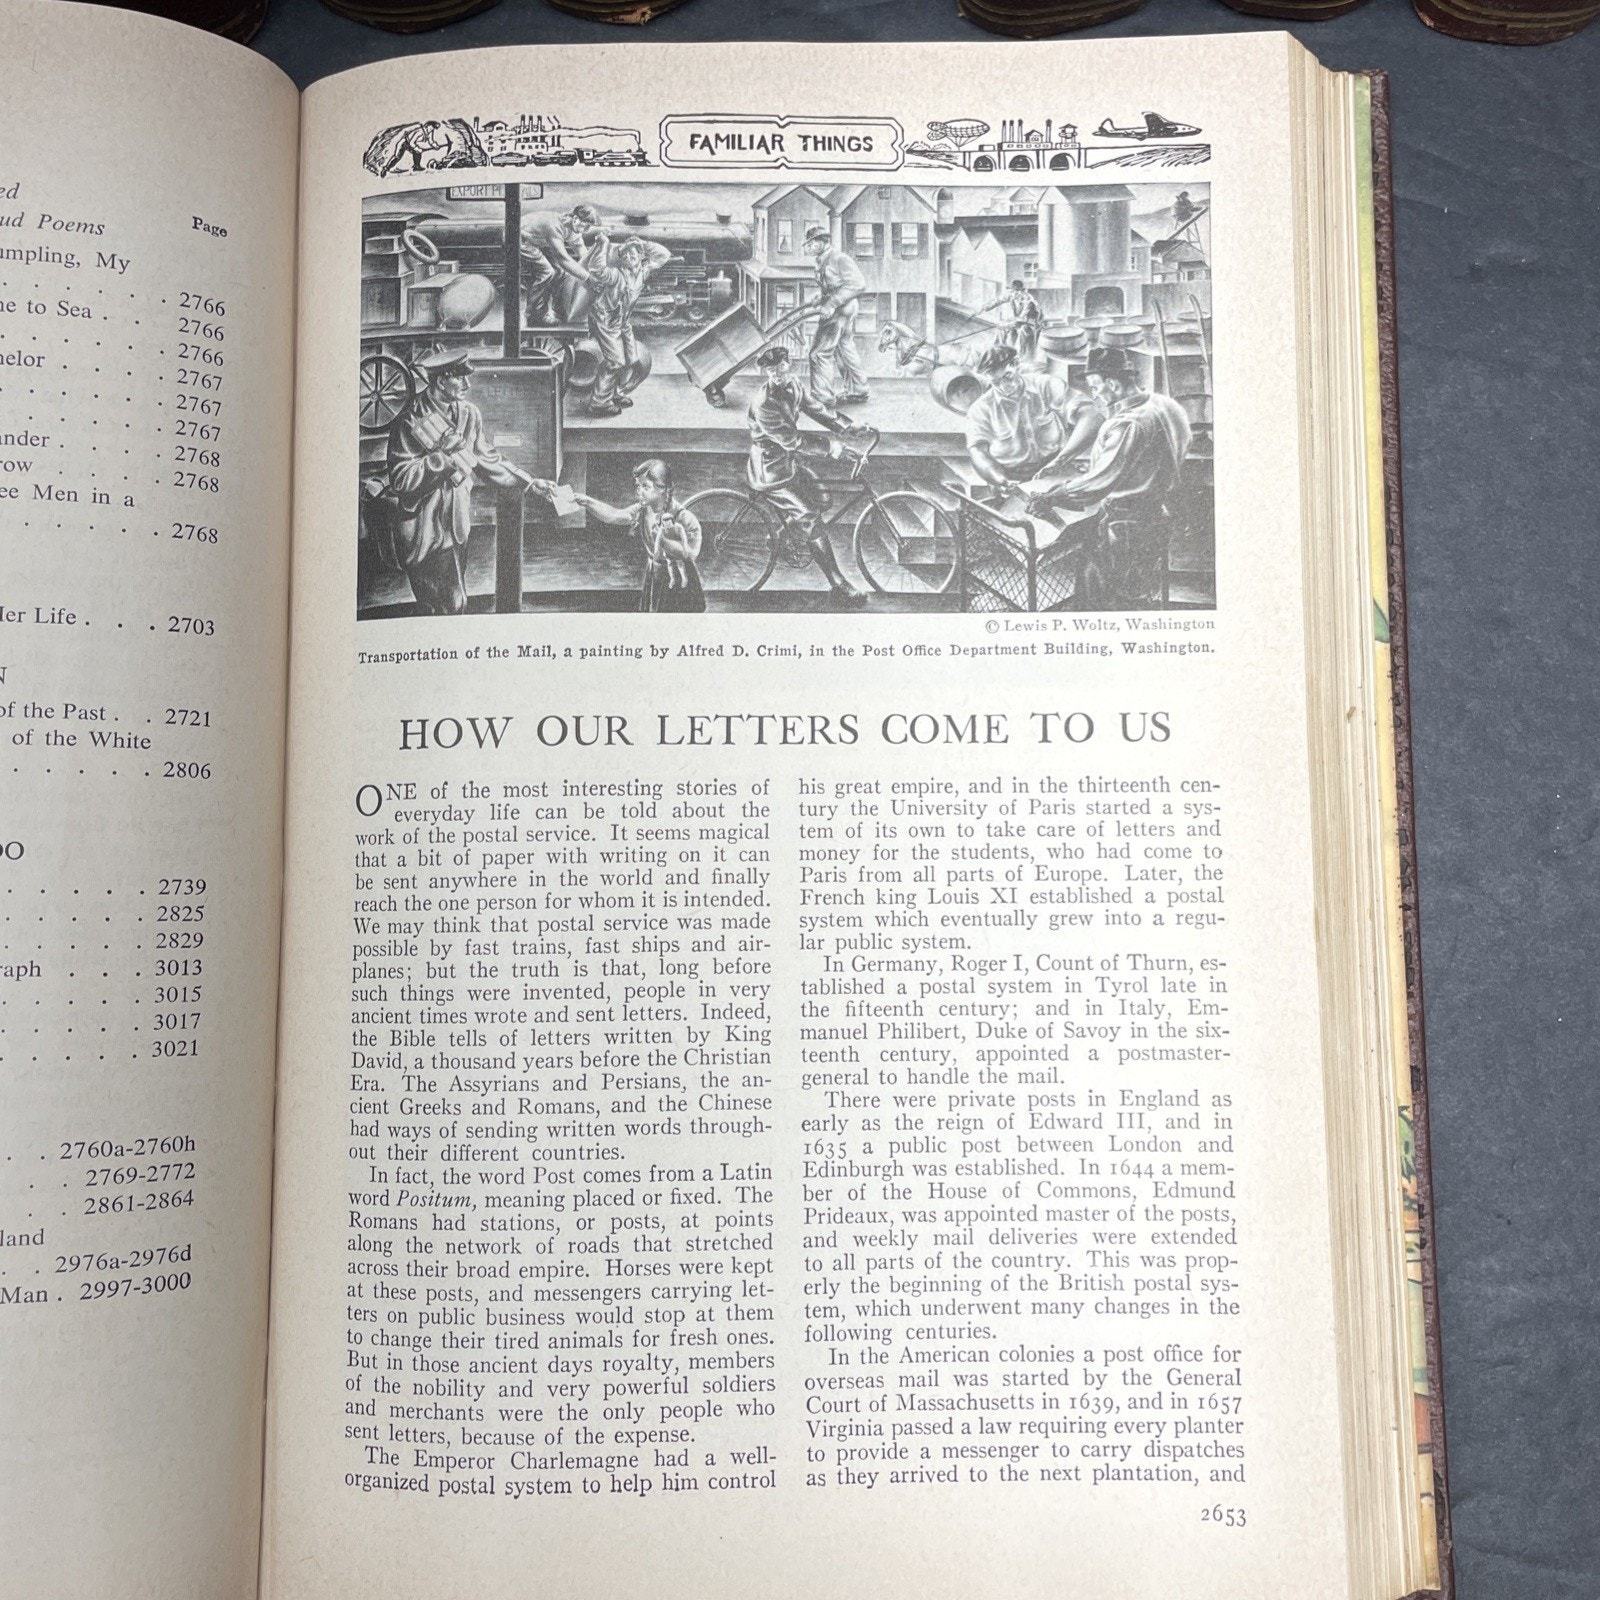 ed
ud Poems
Page
umpling, My
. . . . . . . 2766
ne to Sea . . 2766
. . . . . . . 2766
helor . . . . 2767
. . . . . . . 2767
. . . . . . . 2767
ander . . . . 2768
row . . . . 2768
ee Men in a
. . . . . . 2768
Her Life . . . 2703
N
of the Past . . 2721
of the White
. . . . . . 2806
DO
. . . . . . 2739
. . . . . . 2825
. . . . . . 2829
raph . . . 3013
. . . . . . 3015
. . . . . . 3017
. . . . . . 3021
. . 2760a-2760h
. . 2769-2772
. . 2861-2864
land
. . 2976a-2976d
Man . 2997-3000
FAMILIAR THINGS
EXPORT
© Lewis P. Woltz, Washington
Transportation of the Mail, a painting by Alfred D. Crimi, in the Post Office Department Building, Washington.
HOW OUR LETTERS COME TO US
ONE of the most interesting stories of
everyday life can be told about the
work of the postal service. It seems magical
that a bit of paper with writing on it can
be sent anywhere in the world and finally
reach the one person for whom it is intended.
We may think that postal service was made
possible by fast trains, fast ships and air-
planes; but the truth is that, long before
such things were invented, people in very
ancient times wrote and sent letters. Indeed,
the Bible tells of letters written by King
David, a thousand years before the Christian
Era. The Assyrians and Persians, the an-
cient Greeks and Romans, and the Chinese
had ways of sending written words through-
out their different countries.
In fact, the word Post comes from a Latin
word Positum, meaning placed or fixed. The
Romans had stations, or posts, at points
along the network of roads that stretched
across their broad empire. Horses were kept
at these posts, and messengers carrying let-
ters on public business would stop at them
to change their tired animals for fresh ones.
But in those ancient days royalty, members
of the nobility and very powerful soldiers
and merchants were the only people who
sent letters, because of the expense.
The Emperor Charlemagne had a well-
organized postal system to help him control
his great empire, and in the thirteenth cen-
tury the University of Paris started a sys-
tem of its own to take care of letters and
money for the students, who had come to
Paris from all parts of Europe. Later, the
French king Louis XI established a postal
system which eventually grew into a regu-
lar public system.
In Germany, Roger I, Count of Thurn, es-
tablished a postal system in Tyrol late in
the fifteenth century; and in Italy, Em-
manuel Philibert, Duke of Savoy in the six-
teenth century, appointed a postmaster-
general to handle the mail.
There were private posts in England as
early as the reign of Edward III, and in
1635 a public post between London and
Edinburgh was established. In 1644 a mem-
ber of the House of Commons, Edmund
Prideaux, was appointed master of the posts,
and weekly mail deliveries were extended
to all parts of the country. This was prop-
erly the beginning of the British postal sys-
tem, which underwent many changes in the
following centuries.
In the American colonies a post office for
overseas mail was started by the General
Court of Massachusetts in 1639, and in 1657
Virginia passed a law requiring every planter
to provide a messenger to carry dispatches
as they arrived to the next plantation, and
2653